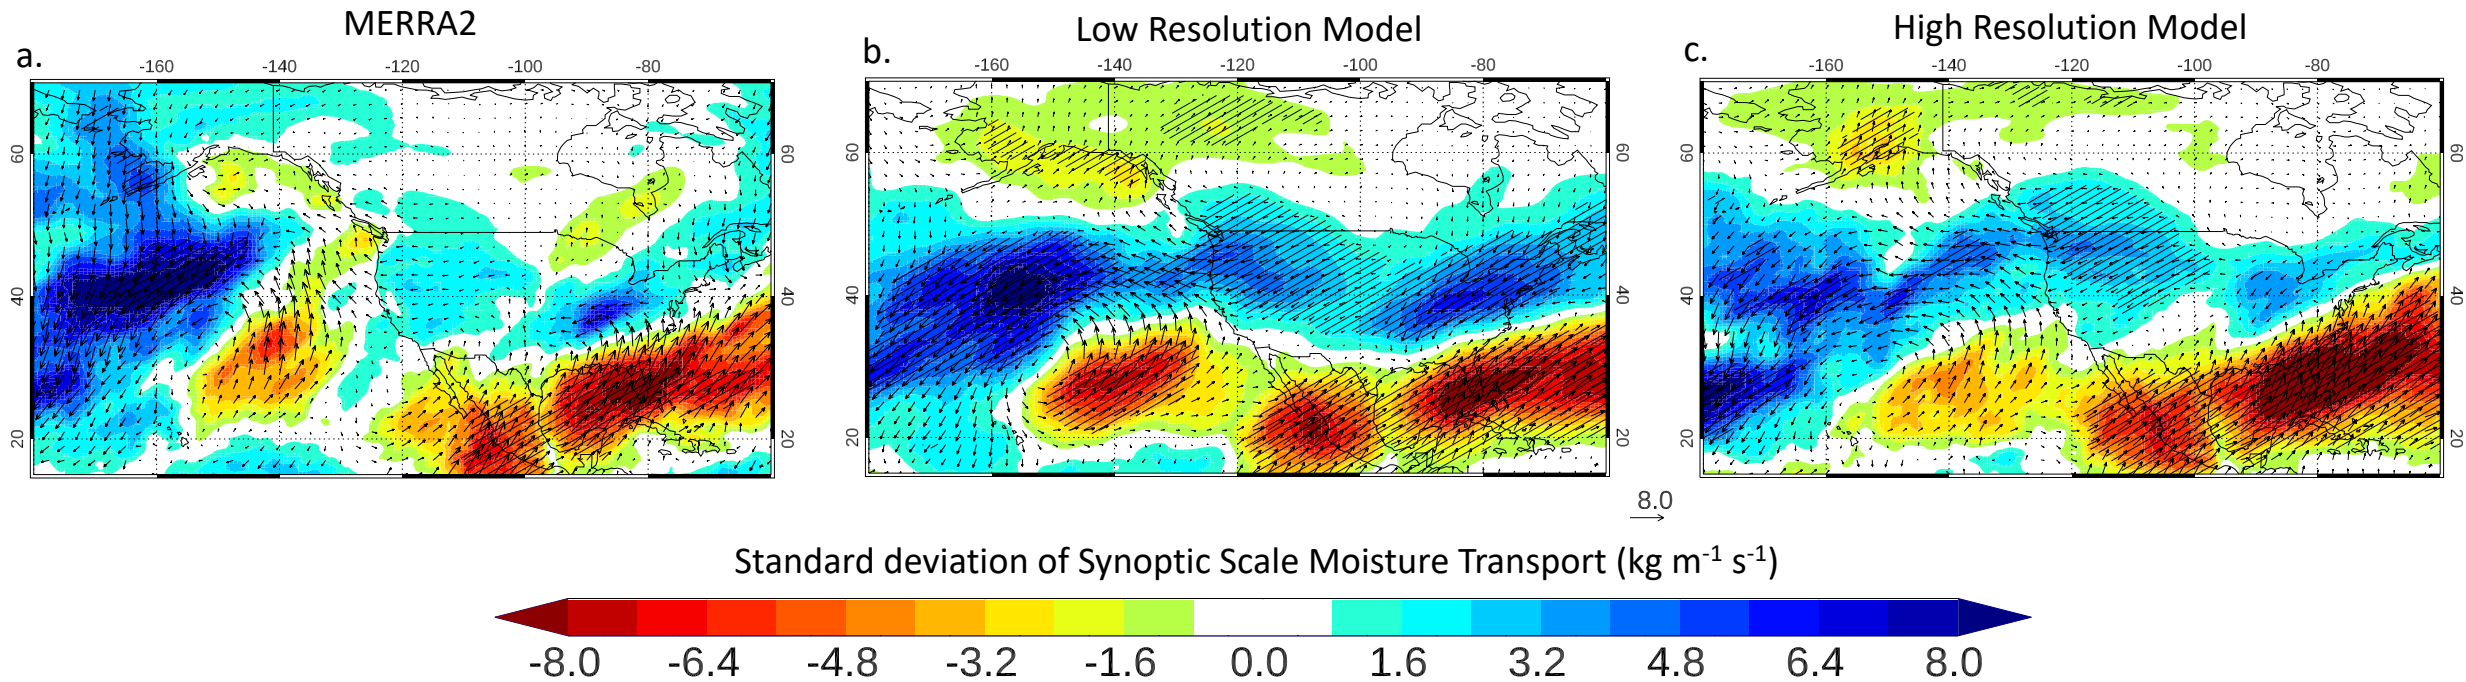 MERRA2
Low Resolution Model
High Resolution Model
a.
b.
c.
-160 -140 -120 -100 -80
-160 -140 -120 -100 -80
-160 -140 -120 -100 -80
60 60 60 60 60 60
40 40 40 40 40 40
20 20 20 20 20 20
8.0
Standard deviation of Synoptic Scale Moisture Transport (kg m-1 s-1)
-8.0 -6.4 -4.8 -3.2 -1.6 0.0 1.6 3.2 4.8 6.4 8.0